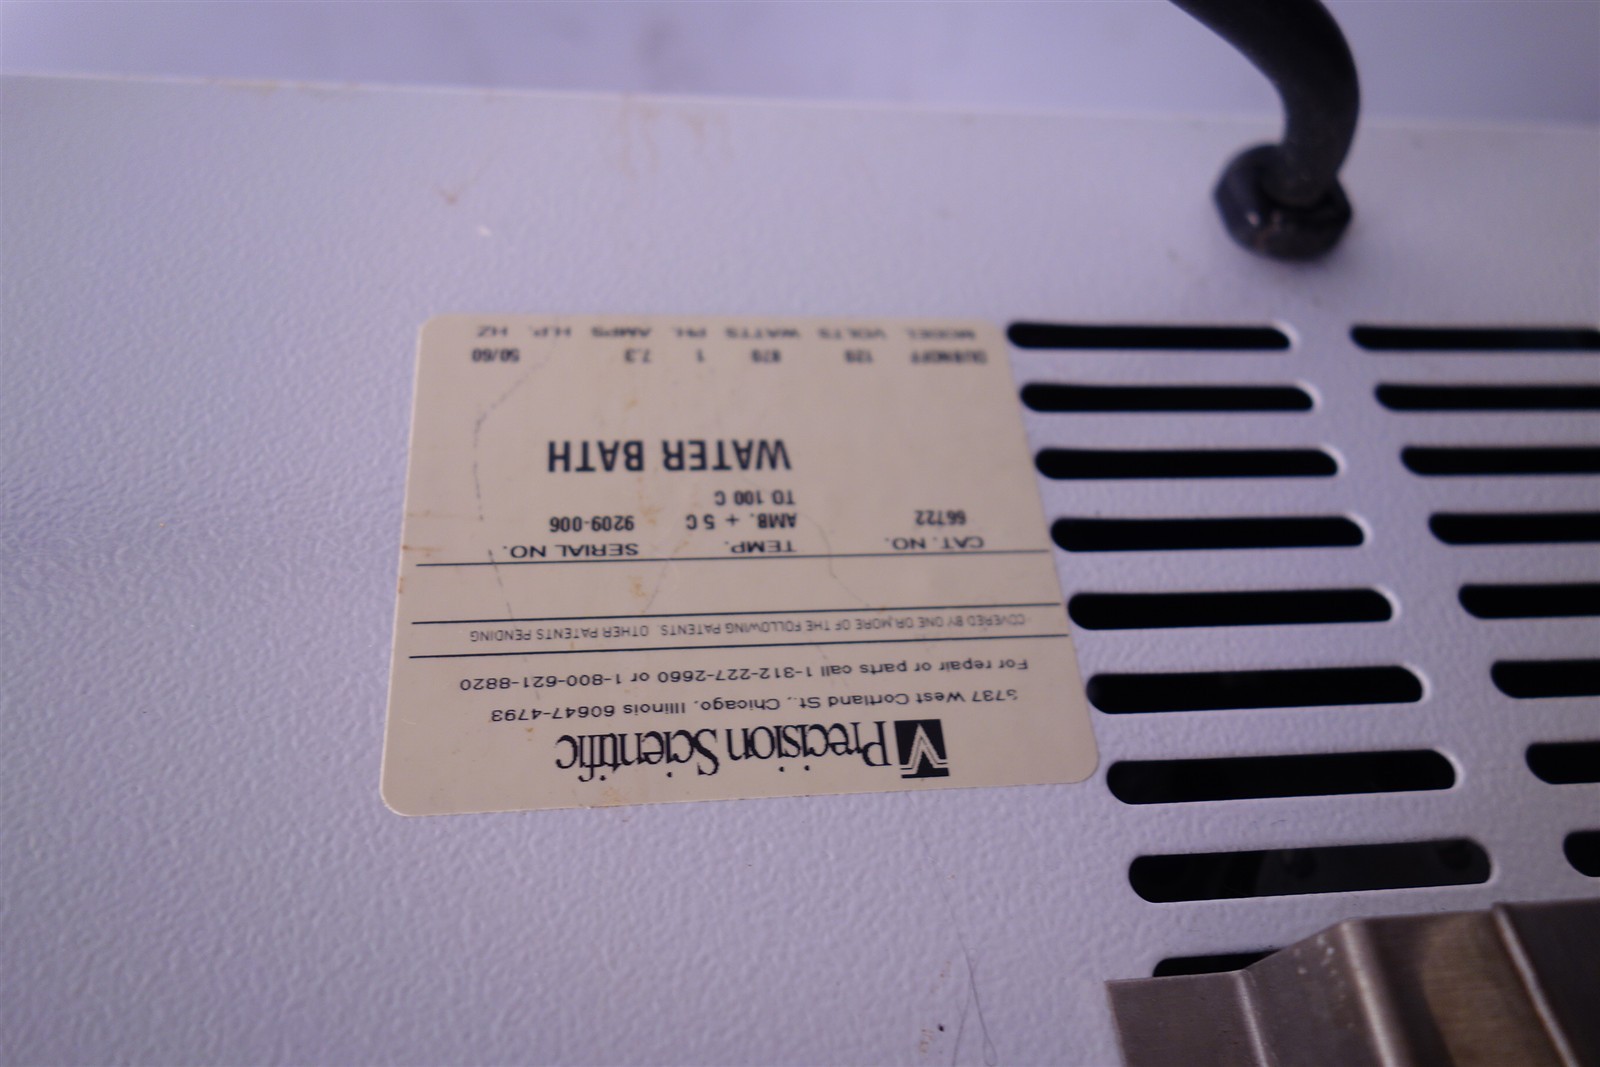 Precision Scientific
3737 West Cortland St., Chicago, Illinois 60647-4793
For repair or parts call 1-312-227-2660 or 1-800-621-8820
COVERED BY ONE OR MORE OF THE FOLLOWING PATENTS. OTHER PATENTS PENDING
CAT. NO. TEMP. SERIAL NO.
66722 AMB. + 5 C 9209-006
TO 100 C
WATER BATH
DUBNOFF 120 870 1 7.3 50/60
MODEL VOLTS WATTS PH. AMPS H.P. HZ